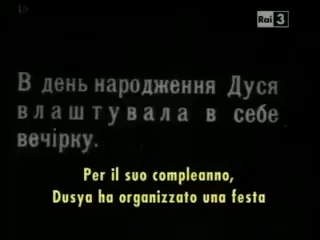 Rai 3
В день народження Дуся
влаштувала в себе
вечірку.
Per il suo compleanno,
Dusya ha organizzato una festa